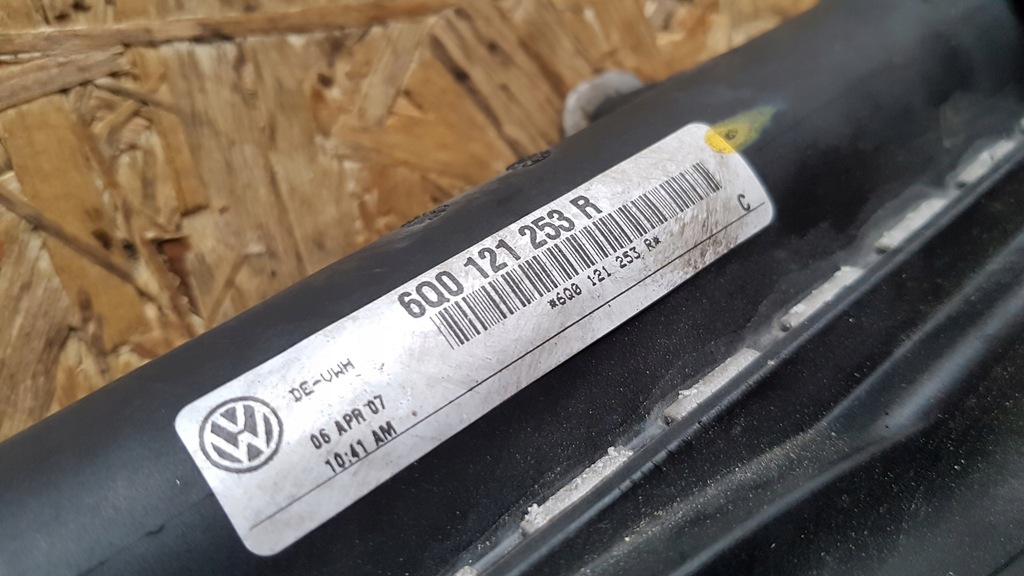 6Q0 121 253 R
*6Q0 121 253 R*
C
DE-VWH
06 APR 07
10:41 AM